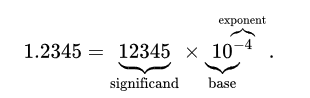 exponent
1.2345 = 12345 × 10⁻⁴ .
significand base